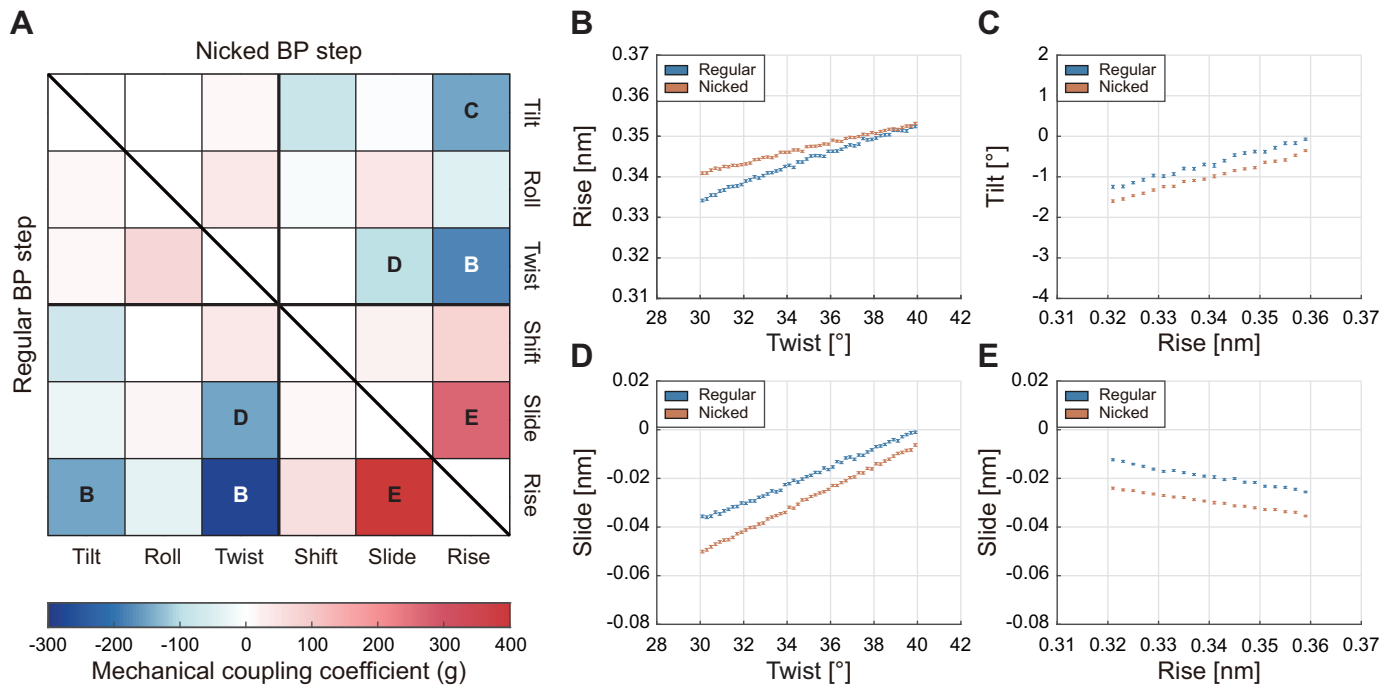 A
Nicked BP step
Regular BP step
C
D
B
D
E
B
B
E
Tilt
Roll
Twist
Shift
Slide
Rise
Tilt Roll Twist Shift Slide Rise
-300 -200 -100 0 100 200 300 400
Mechanical coupling coefficient (g)
B
Regular
Nicked
0.37
0.36
0.35
0.34
0.33
0.32
0.31
Rise [nm]
28 30 32 34 36 38 40 42
Twist [°]
C
Regular
Nicked
2
1
0
-1
-2
-3
-4
Tilt [°]
0.31 0.32 0.33 0.34 0.35 0.36 0.37
Rise [nm]
D
Regular
Nicked
0.02
0
-0.02
-0.04
-0.06
-0.08
Slide [nm]
28 30 32 34 36 38 40 42
Twist [°]
E
Regular
Nicked
0.02
0
-0.02
-0.04
-0.06
-0.08
Slide [nm]
0.31 0.32 0.33 0.34 0.35 0.36 0.37
Rise [nm]